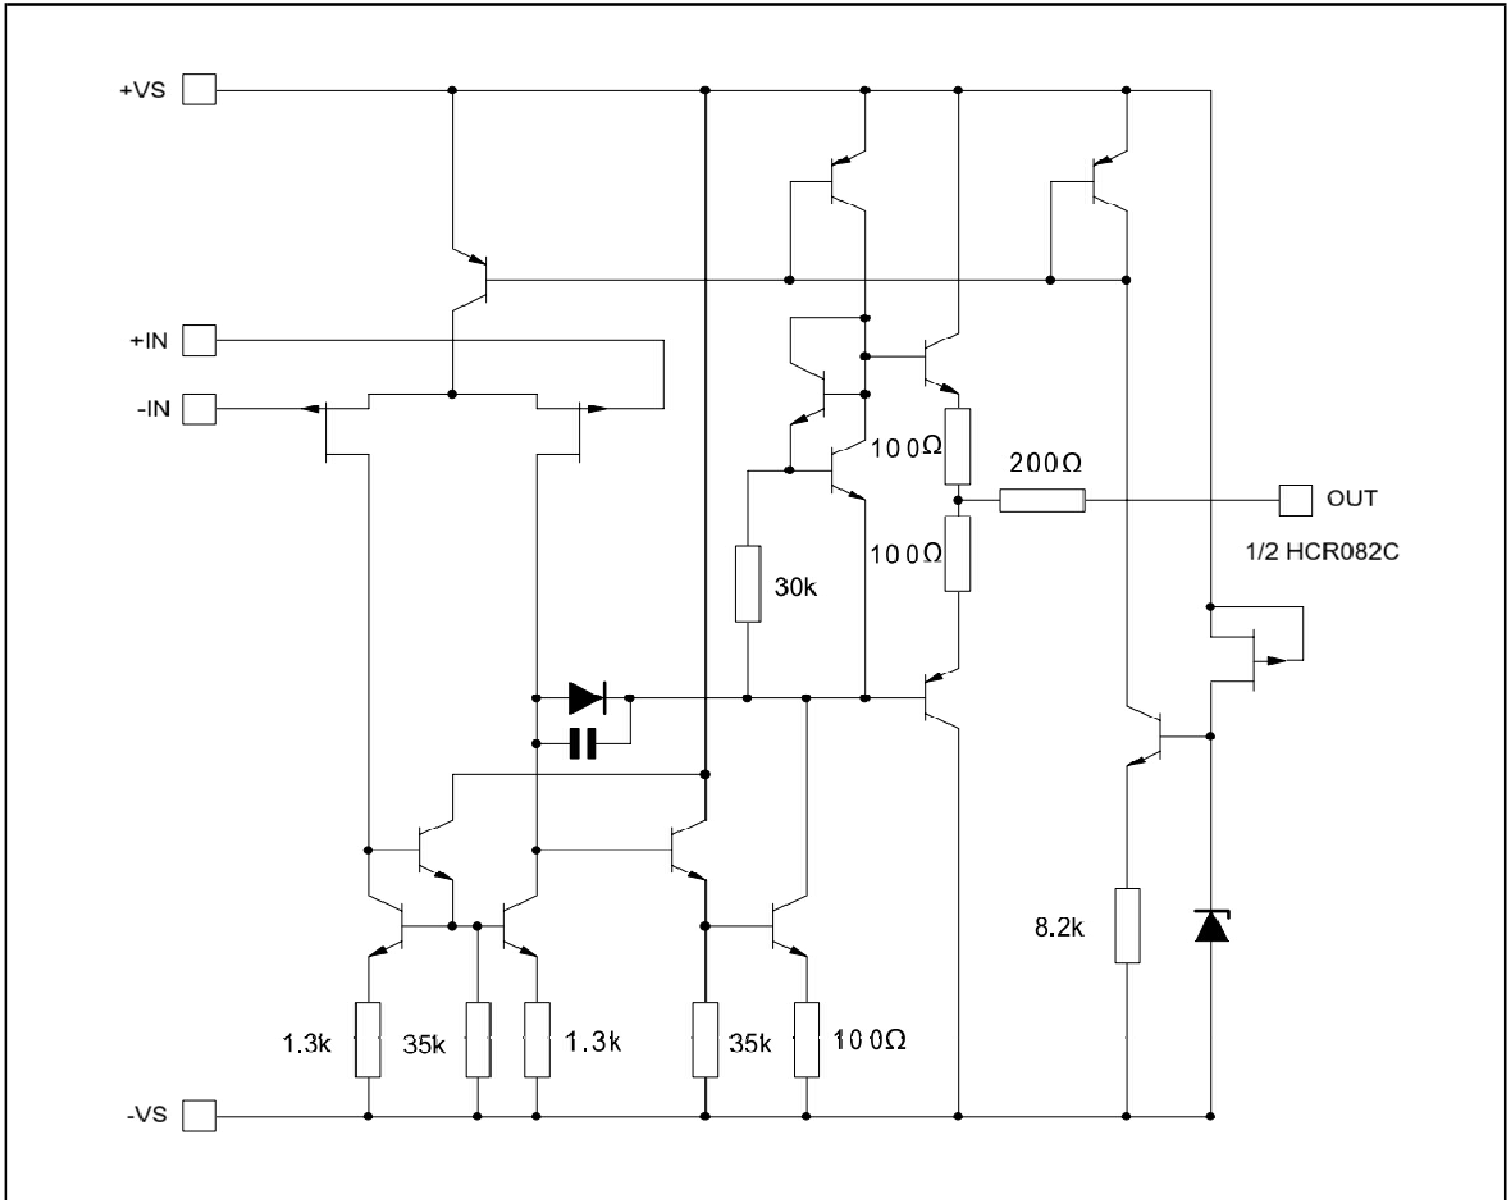 +VS
+IN
-IN
100Ω
200Ω
OUT
100Ω
1/2 HCR082C
30k
8.2k
1.3k
35k
1.3k
35k
100Ω
-VS